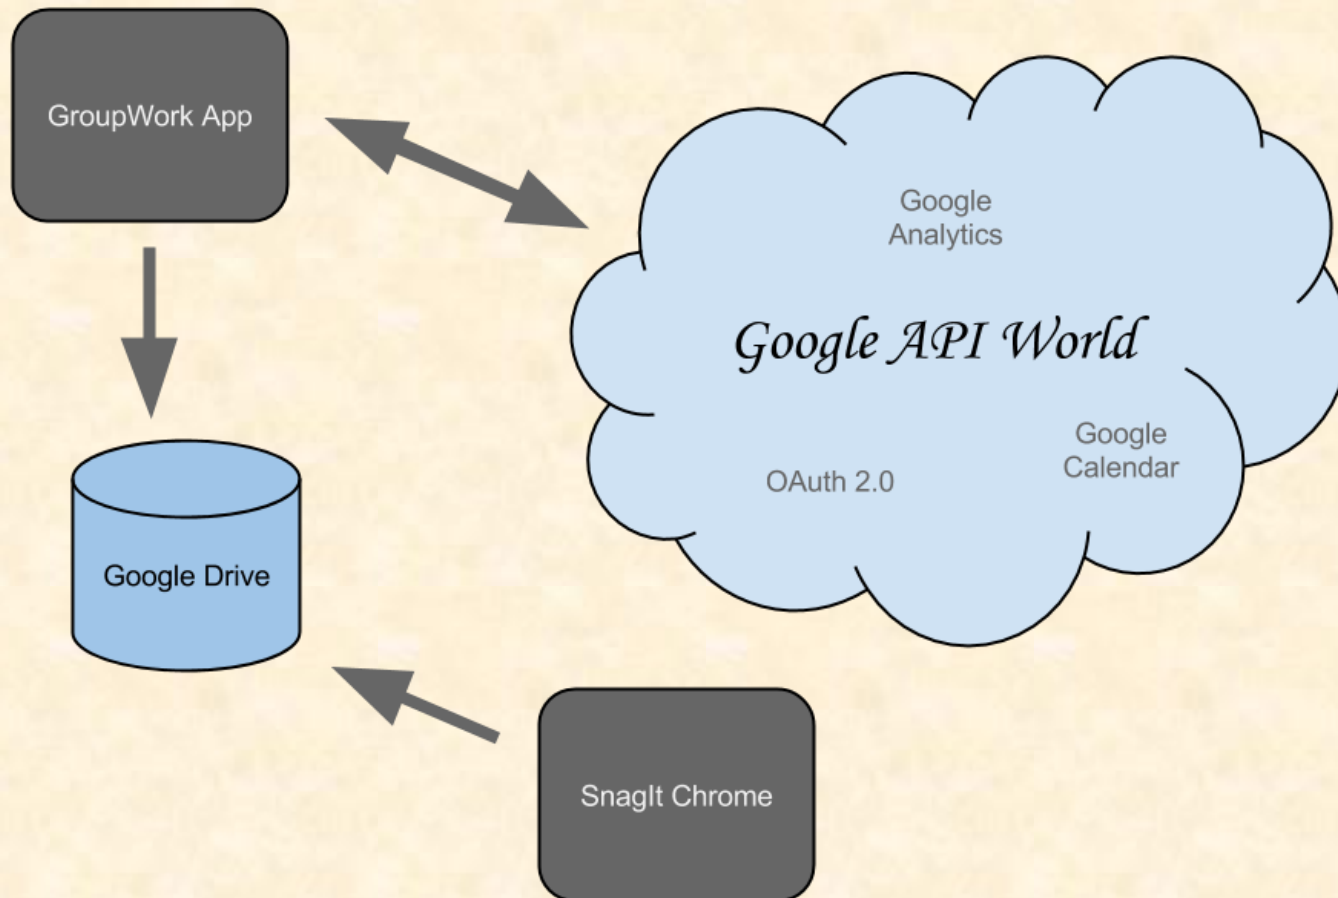 GroupWork App
Google
Analytics
Google API World
Google
Calendar
OAuth 2.0
Google Drive
SnagIt Chrome